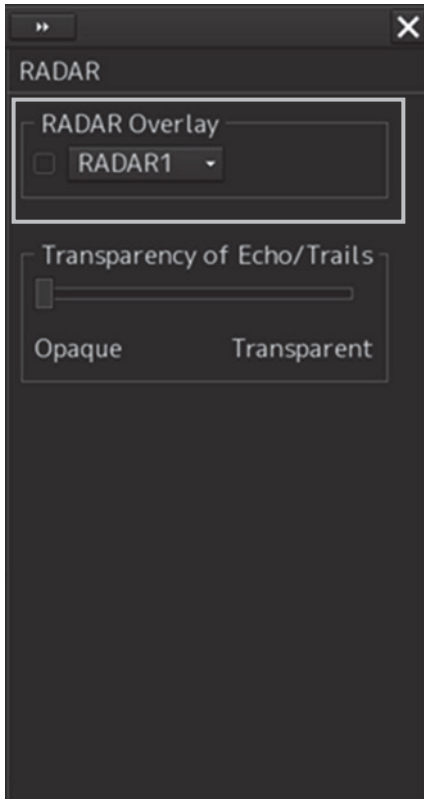 RADAR
RADAR Overlay
RADAR1
Transparency of Echo/Trails
Opaque Transparent